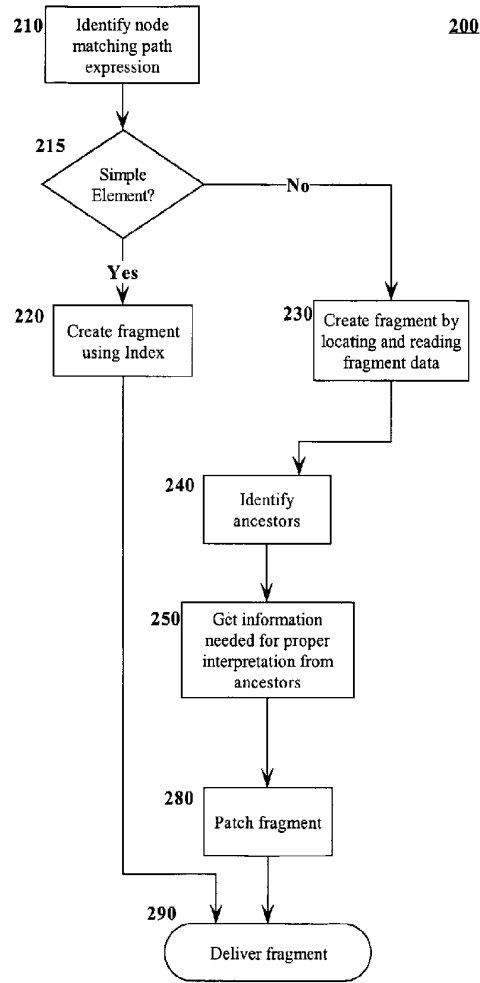 210
Identify node
matching path
expression
200
215
Simple
Element?
No
Yes
220
Create fragment
using Index
230
Create fragment by
locating and reading
fragment data
240
Identify
ancestors
250
Get information
needed for proper
interpretation from
ancestors
280
Patch fragment
290
Deliver fragment